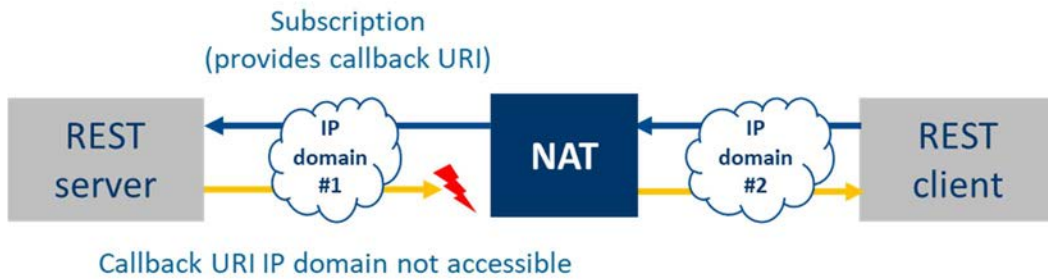 Subscription
(provides callback URI)
REST
server
IP
domain
#1
NAT
IP
domain
#2
REST
client
Callback URI IP domain not accessible